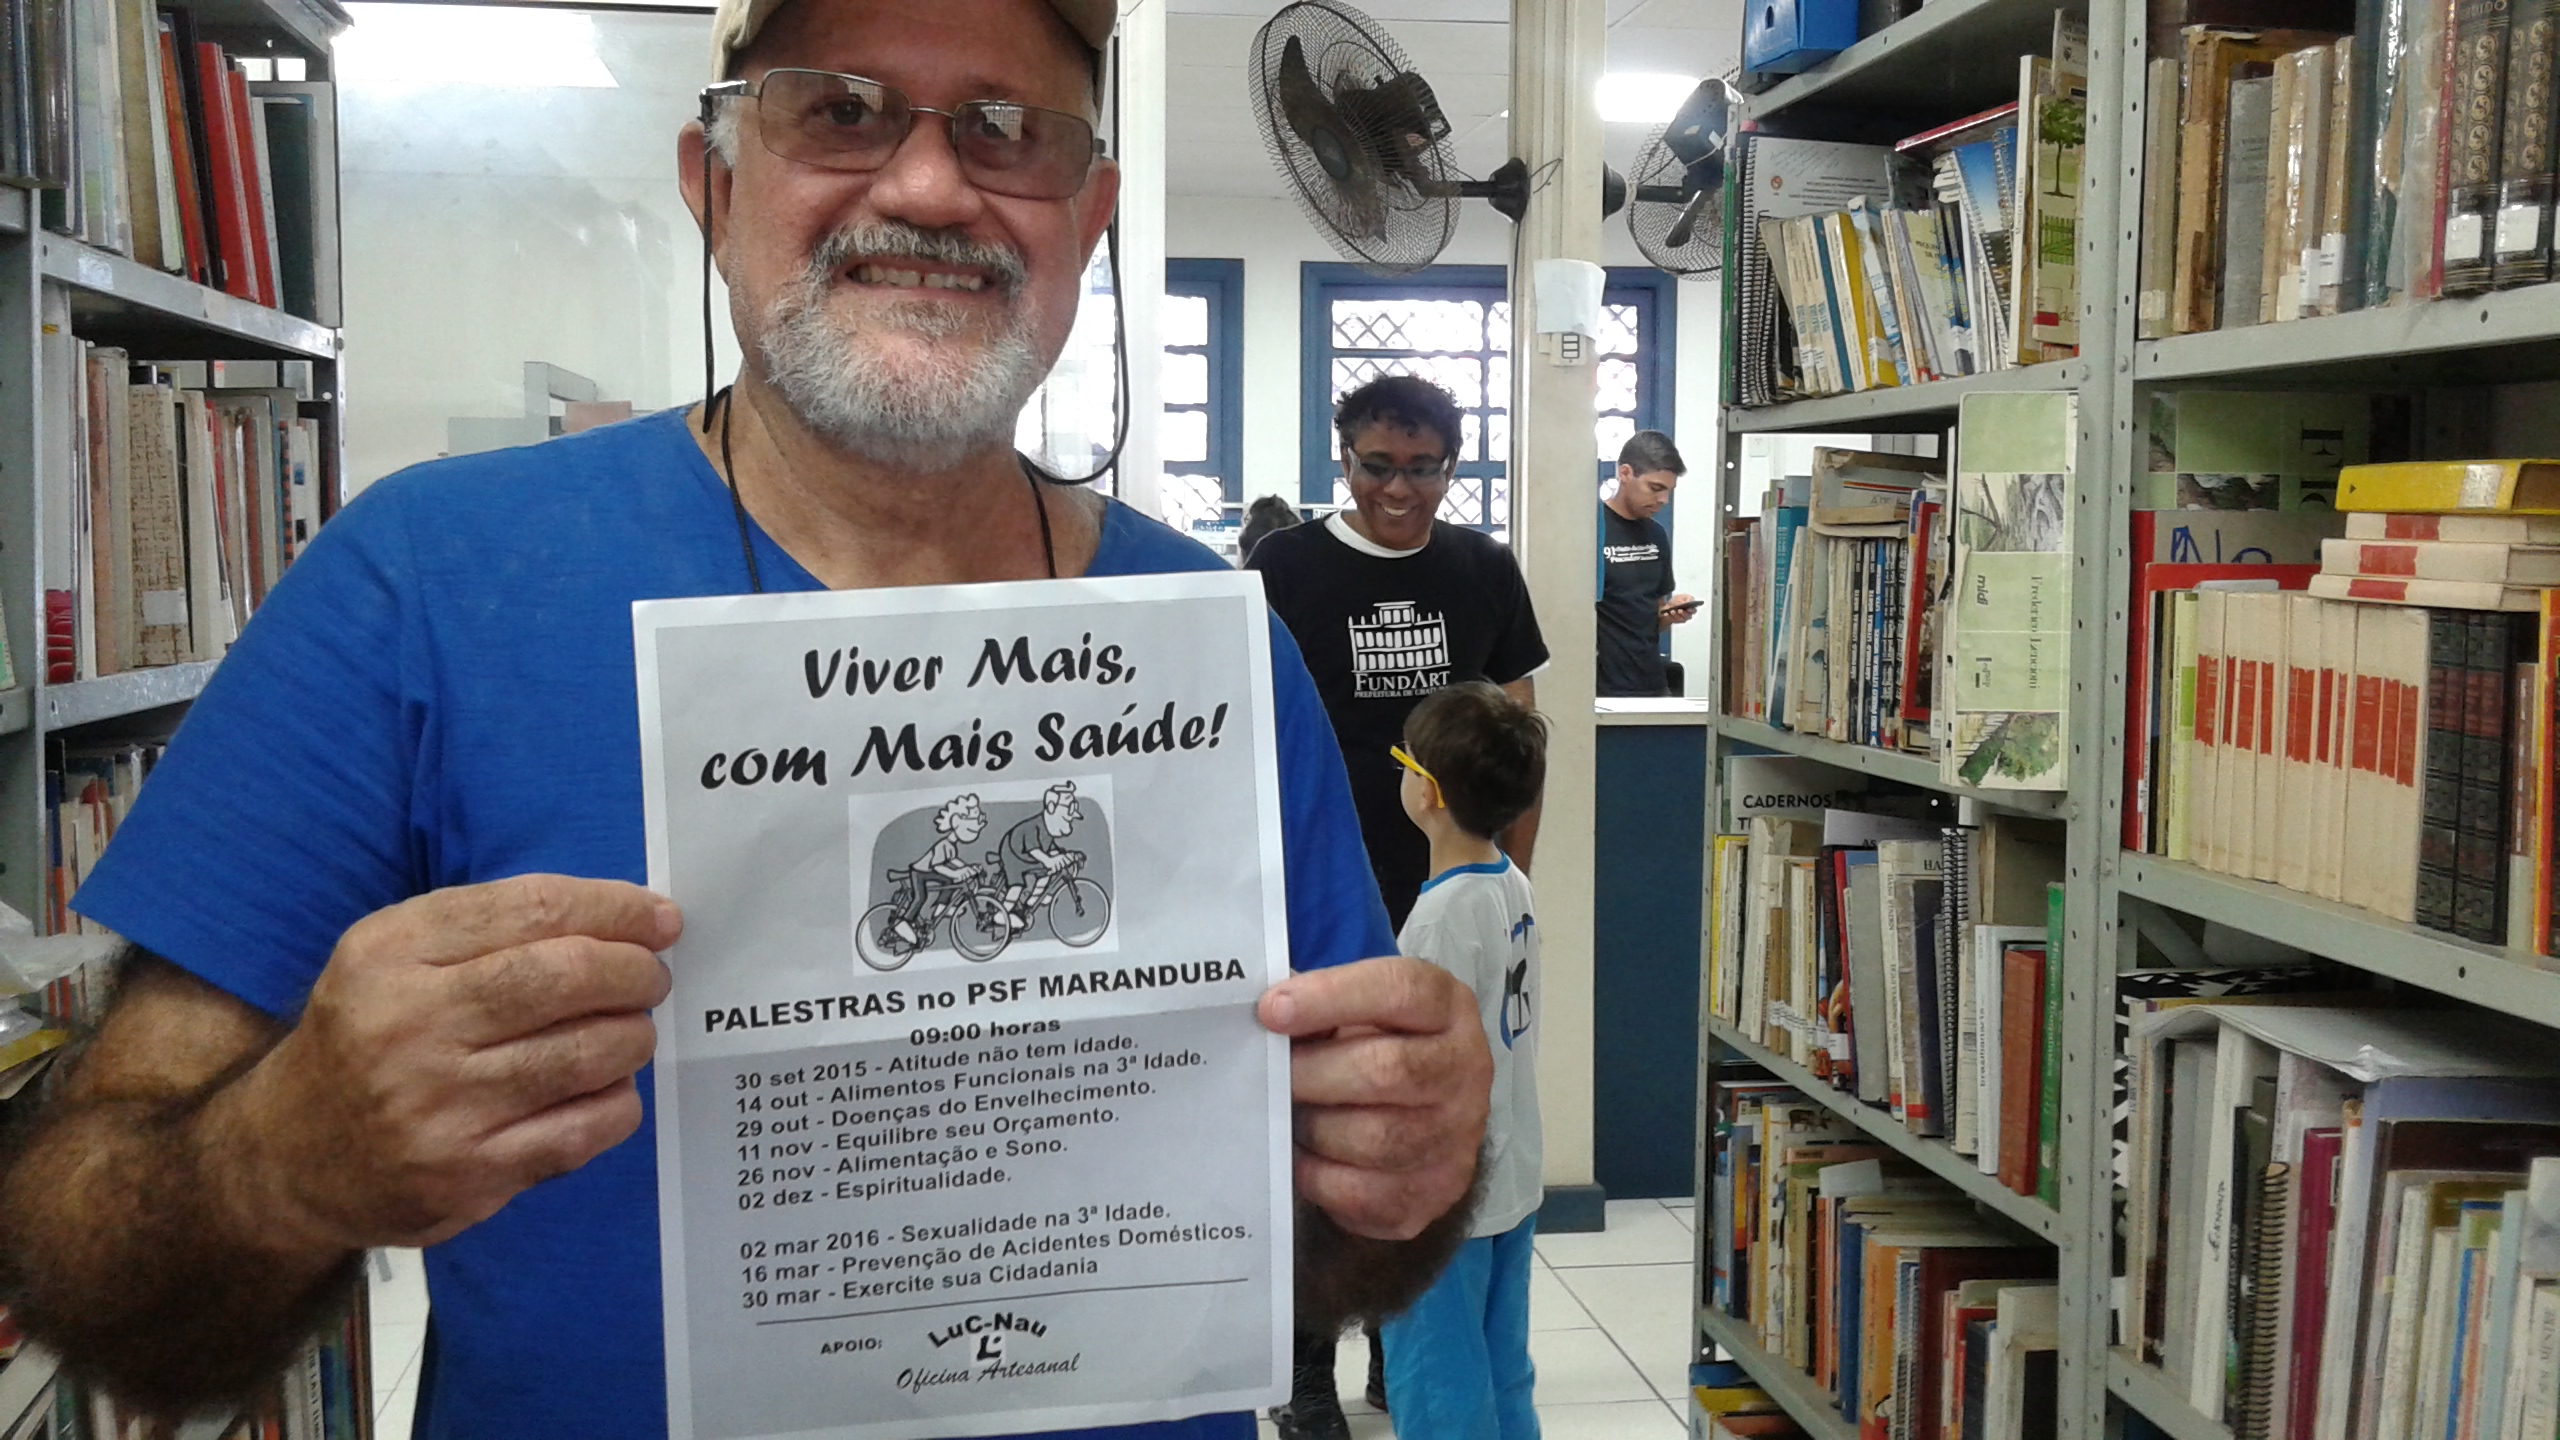 Viver Mais,
com Mais Saúde!
PALESTRAS no PSF MARANDUBA
09:00 horas
30 set 2015 - Atitude não tem idade.
14 out - Alimentos Funcionais na 3ª Idade.
29 out - Doenças do Envelhecimento.
11 nov - Equilibre seu Orçamento.
26 nov - Alimentação e Sono.
02 dez - Espiritualidade.
02 mar 2016 - Sexualidade na 3ª Idade.
16 mar - Prevenção de Acidentes Domésticos.
30 mar - Exercite sua Cidadania
APOIO:
LuC-Nau
L
Oficina Artesanal
FUNDART
PREFEITURA DE
CADERNOS